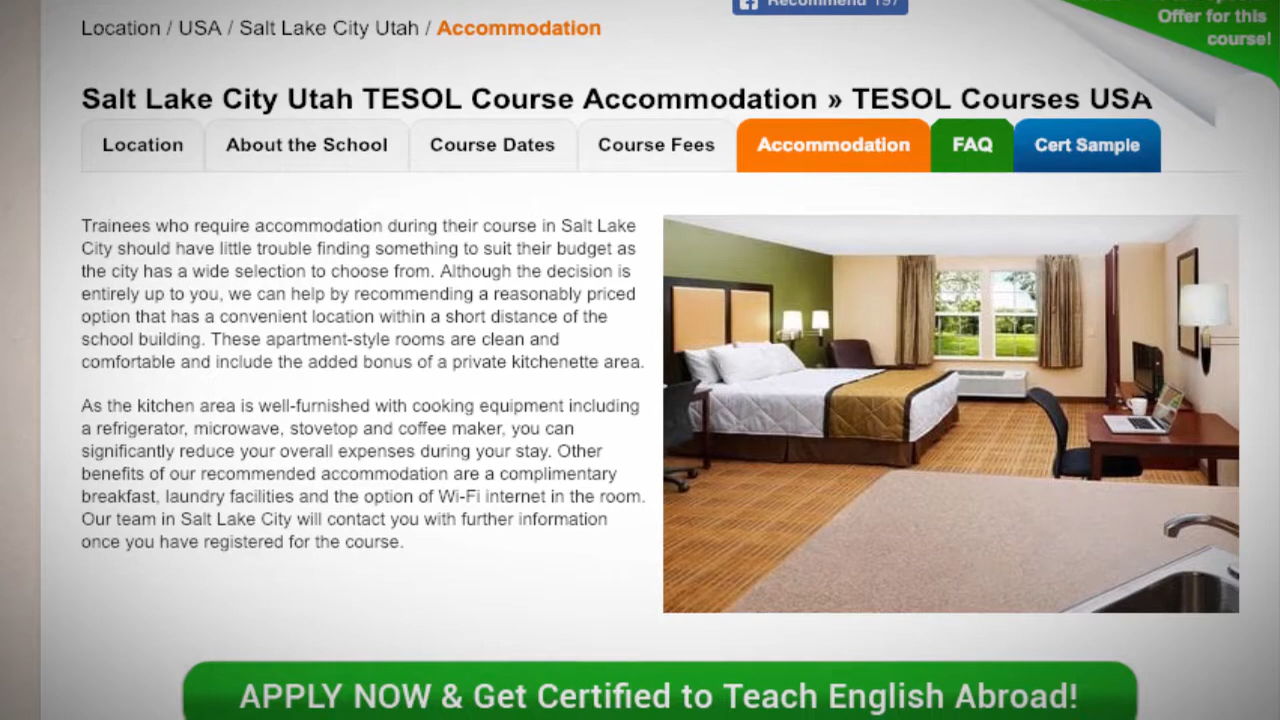 Recommend 197
Offer for this
course!
Location / USA / Salt Lake City Utah / Accommodation
Salt Lake City Utah TESOL Course Accommodation » TESOL Courses USA
Location
About the School
Course Dates
Course Fees
Accommodation
FAQ
Cert Sample
Trainees who require accommodation during their course in Salt Lake
City should have little trouble finding something to suit their budget as
the city has a wide selection to choose from. Although the decision is
entirely up to you, we can help by recommending a reasonably priced
option that has a convenient location within a short distance of the
school building. These apartment-style rooms are clean and
comfortable and include the added bonus of a private kitchenette area.
As the kitchen area is well-furnished with cooking equipment including
a refrigerator, microwave, stovetop and coffee maker, you can
significantly reduce your overall expenses during your stay. Other
benefits of our recommended accommodation are a complimentary
breakfast, laundry facilities and the option of Wi-Fi internet in the room.
Our team in Salt Lake City will contact you with further information
once you have registered for the course.
APPLY NOW & Get Certified to Teach English Abroad!